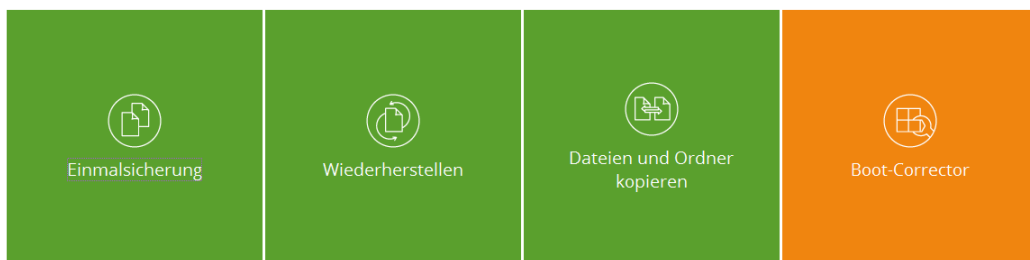 Einmalsicherung
Wiederherstellen
Dateien und Ordner
kopieren
Boot-Corrector